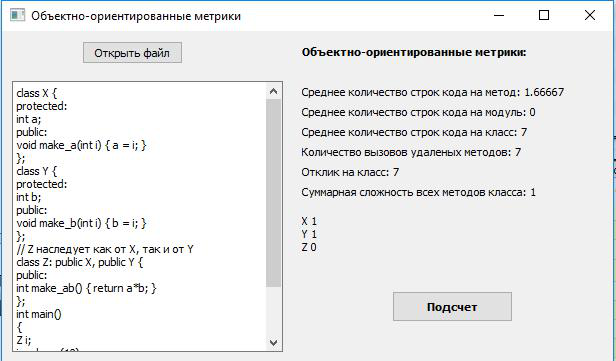 Объектно-ориентированные метрики
Открыть файл
class X {
protected:
int a;
public:
void make_a(int i) { a = i; }
};
class Y {
protected:
int b;
public:
void make_b(int i) { b = i; }
};
// Z наследует как от X, так и от Y
class Z: public X, public Y {
public:
int make_ab() { return a*b; }
};
int main()
{
Z i;
Объектно-ориентированные метрики:
Среднее количество строк кода на метод: 1.66667
Среднее количество строк кода на модуль: 0
Среднее количество строк кода на класс: 7
Количество вызовов удаленых методов: 7
Отклик на класс: 7
Суммарная сложность всех методов класса: 1
X 1
Y 1
Z 0
Подсчет